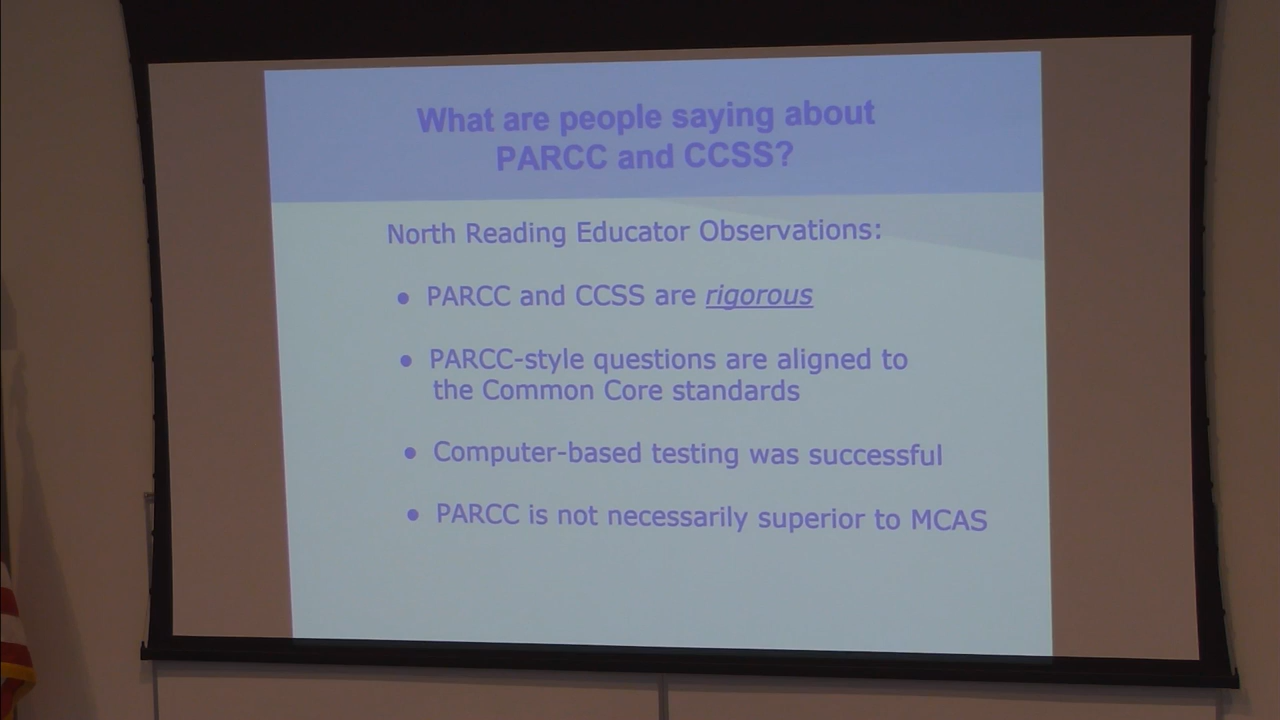 What are people saying about
PARCC and CCSS?
North Reading Educator Observations:
• PARCC and CCSS are rigorous
• PARCC-style questions are aligned to
the Common Core standards
• Computer-based testing was successful
• PARCC is not necessarily superior to MCAS